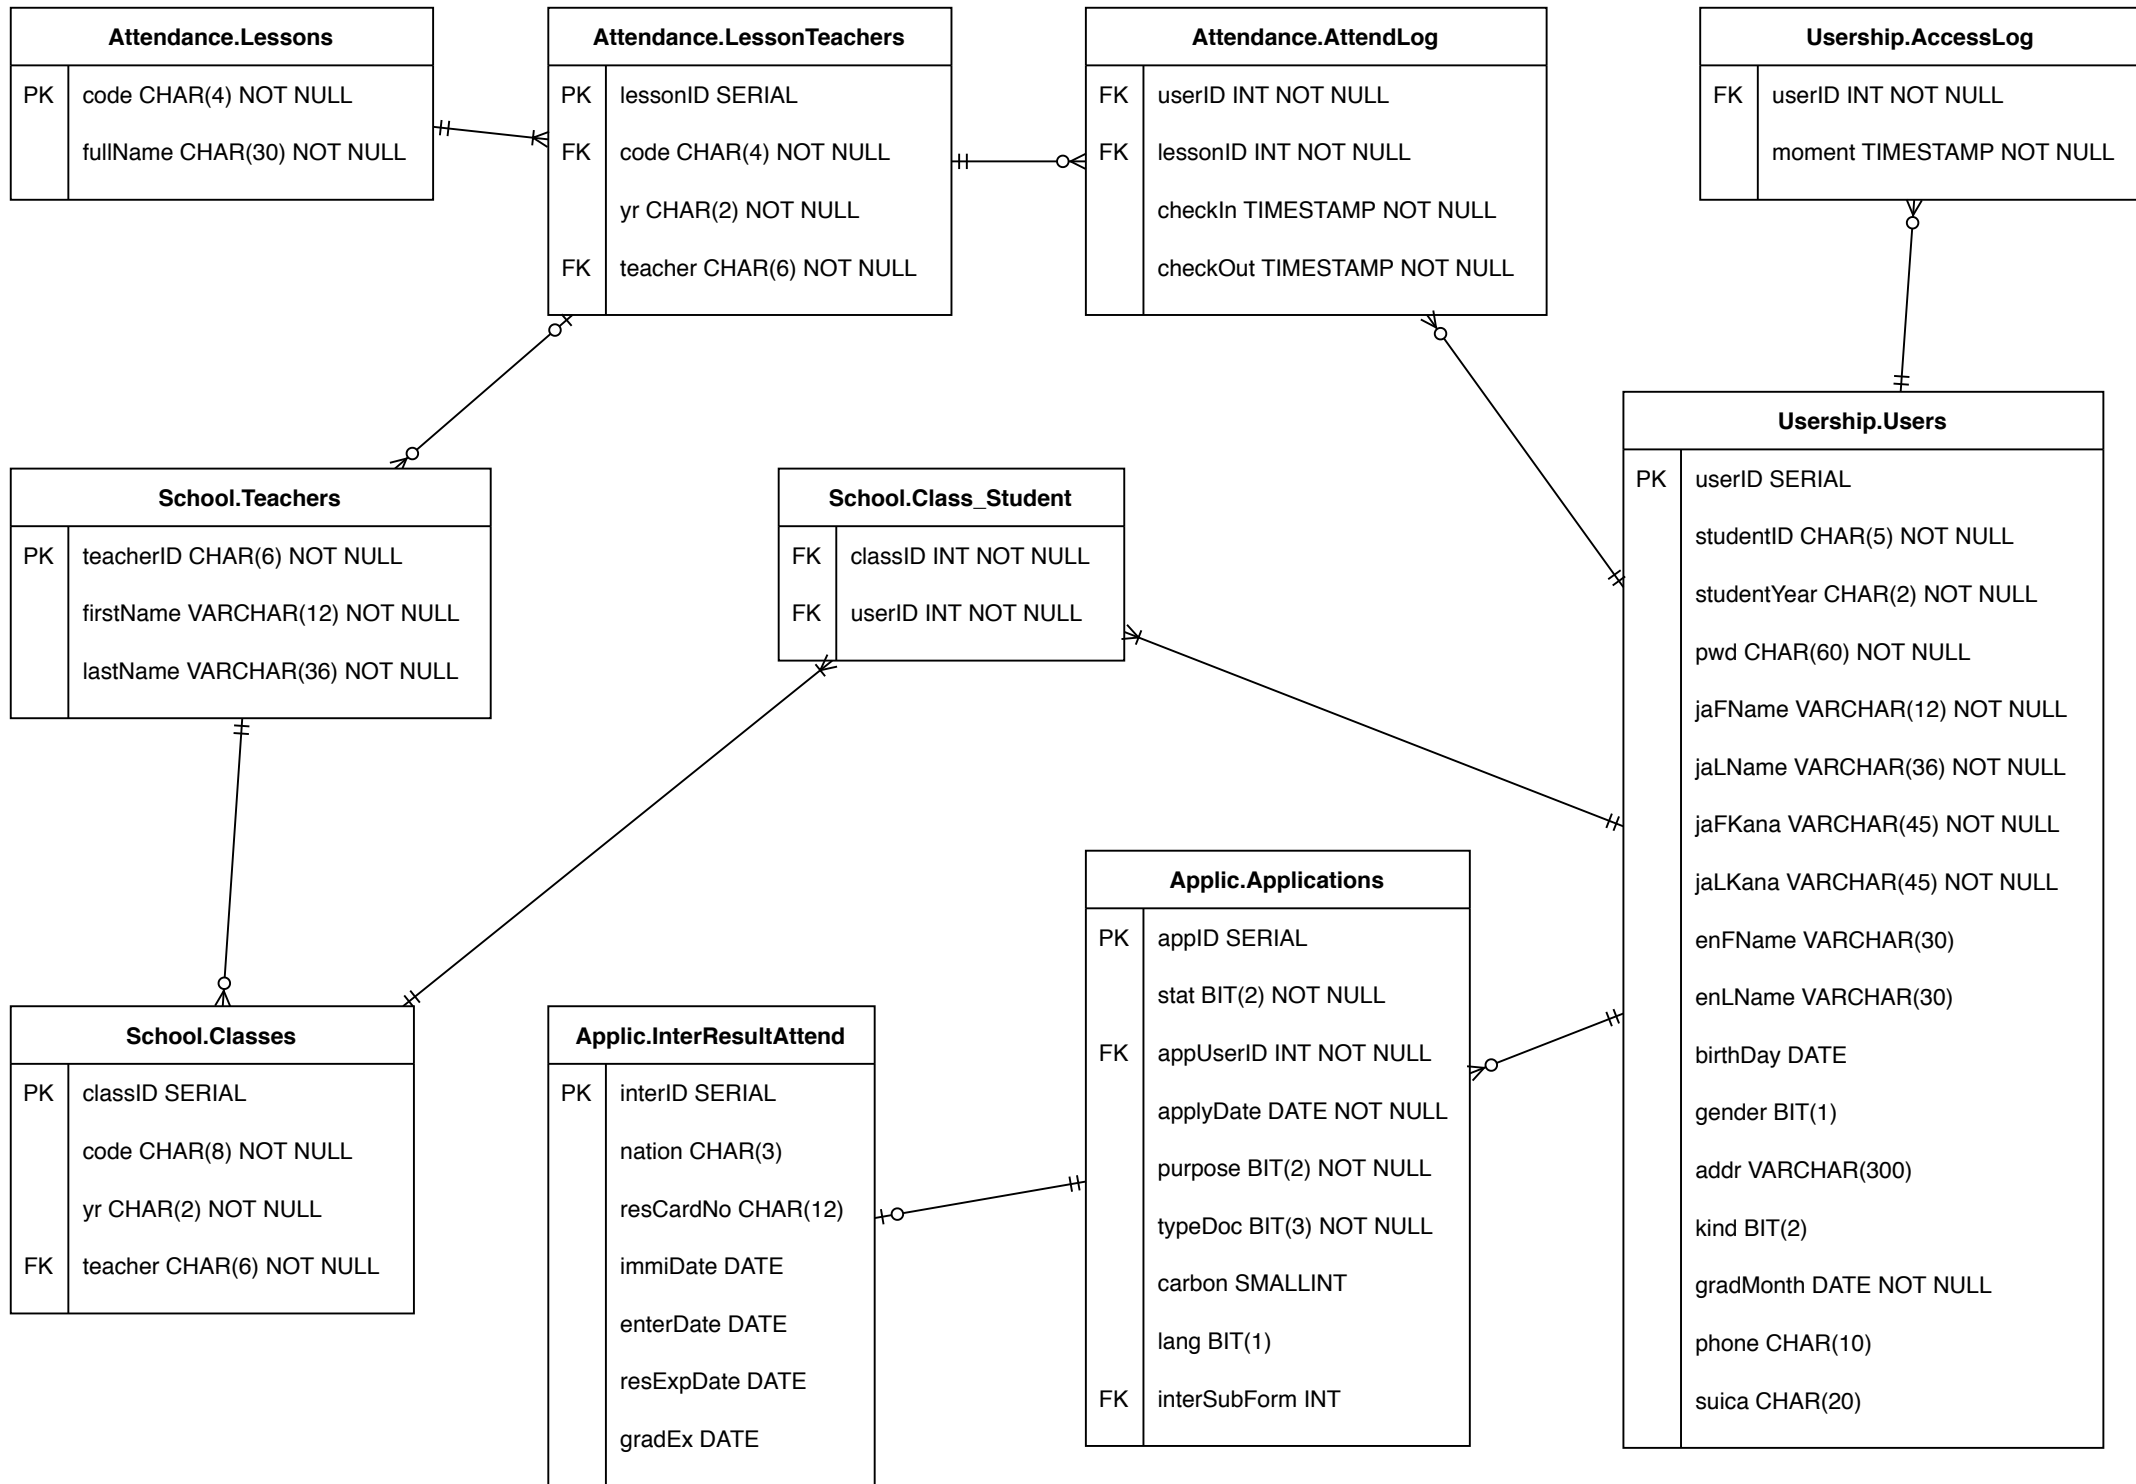 Attendance.Lessons
PK code CHAR(4) NOT NULL
fullName CHAR(30) NOT NULL
Attendance.LessonTeachers
PK lessonID SERIAL
FK code CHAR(4) NOT NULL
yr CHAR(2) NOT NULL
FK teacher CHAR(6) NOT NULL
Attendance.AttendLog
FK userID INT NOT NULL
FK lessonID INT NOT NULL
checkIn TIMESTAMP NOT NULL
checkOut TIMESTAMP NOT NULL
Usership.AccessLog
FK userID INT NOT NULL
moment TIMESTAMP NOT NULL
School.Teachers
PK teacherID CHAR(6) NOT NULL
firstName VARCHAR(12) NOT NULL
lastName VARCHAR(36) NOT NULL
School.Class_Student
FK classID INT NOT NULL
FK userID INT NOT NULL
Usership.Users
PK userID SERIAL
studentID CHAR(5) NOT NULL
studentYear CHAR(2) NOT NULL
pwd CHAR(60) NOT NULL
jaFName VARCHAR(12) NOT NULL
jaLName VARCHAR(36) NOT NULL
jaFKana VARCHAR(45) NOT NULL
jaLKana VARCHAR(45) NOT NULL
enFName VARCHAR(30)
enLName VARCHAR(30)
birthDay DATE
gender BIT(1)
addr VARCHAR(300)
kind BIT(2)
gradMonth DATE NOT NULL
phone CHAR(10)
suica CHAR(20)
School.Classes
PK classID SERIAL
code CHAR(8) NOT NULL
yr CHAR(2) NOT NULL
FK teacher CHAR(6) NOT NULL
Applic.InterResultAttend
PK interID SERIAL
nation CHAR(3)
resCardNo CHAR(12)
immiDate DATE
enterDate DATE
resExpDate DATE
gradEx DATE
Applic.Applications
PK appID SERIAL
stat BIT(2) NOT NULL
FK appUserID INT NOT NULL
applyDate DATE NOT NULL
purpose BIT(2) NOT NULL
typeDoc BIT(3) NOT NULL
carbon SMALLINT
lang BIT(1)
FK interSubForm INT